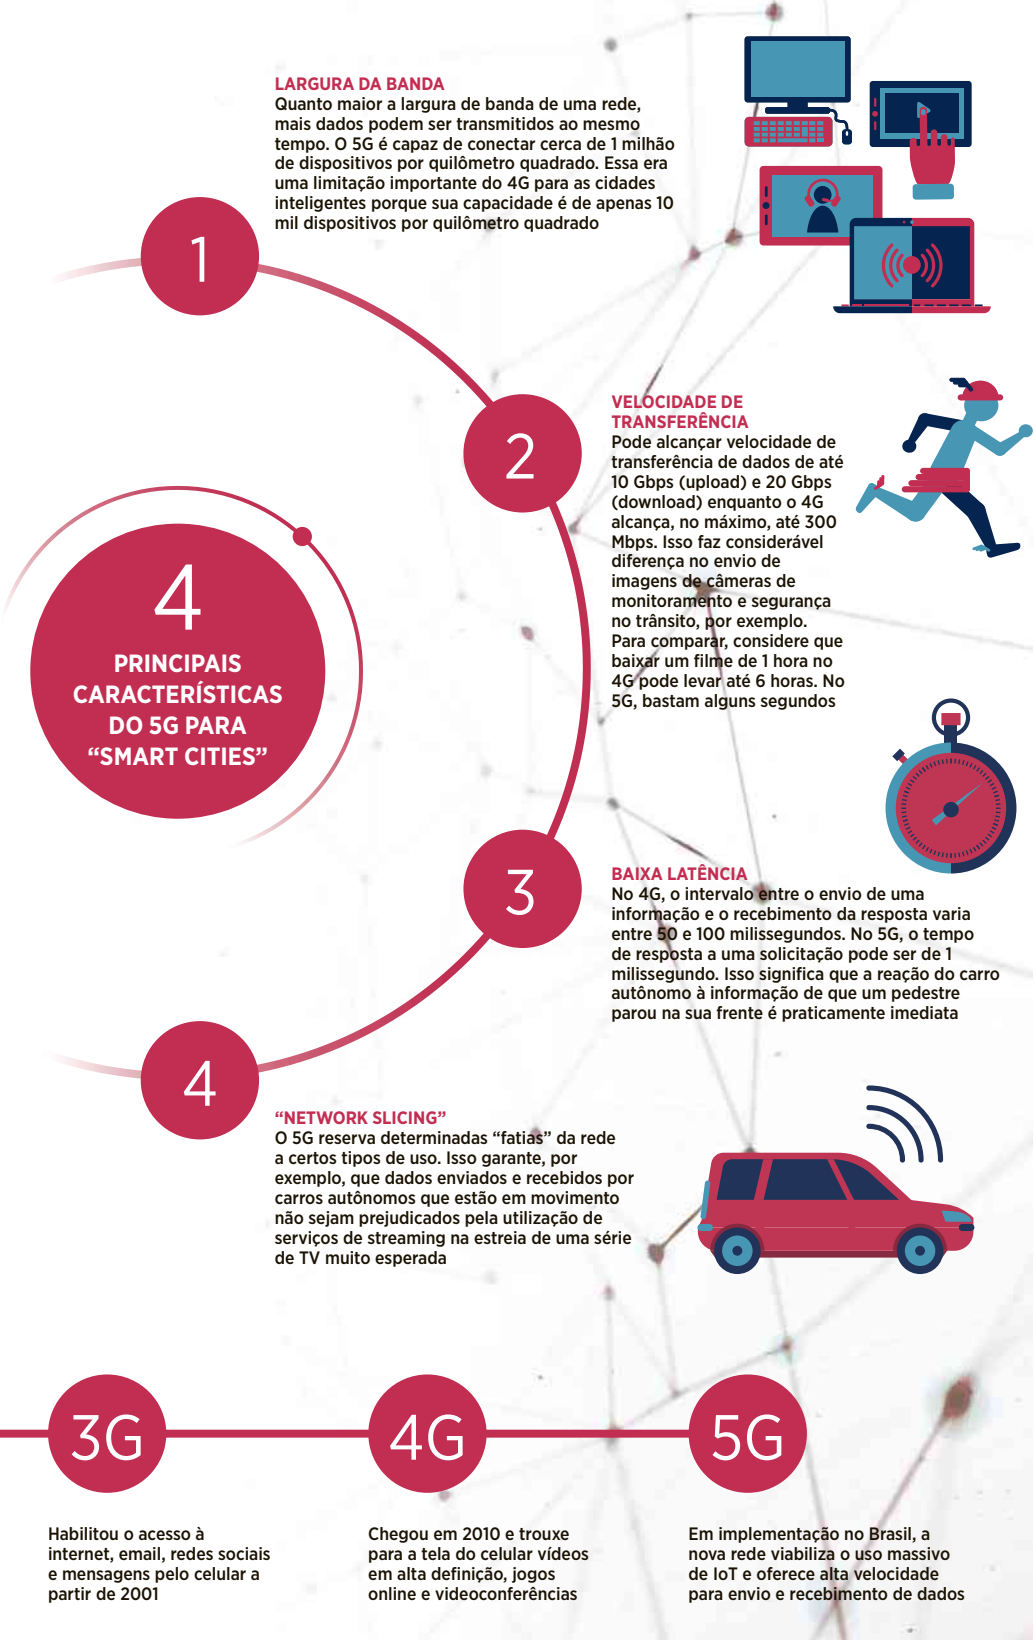 LARGURA DA BANDA
Quanto maior a largura de banda de uma rede,
mais dados podem ser transmitidos ao mesmo
tempo. O 5G é capaz de conectar cerca de 1 milhão
de dispositivos por quilômetro quadrado. Essa era
uma limitação importante do 4G para as cidades
inteligentes porque sua capacidade é de apenas 10
mil dispositivos por quilômetro quadrado
1
2
VELOCIDADE DE
TRANSFERÊNCIA
Pode alcançar velocidade de
transferência de dados de até
10 Gbps (upload) e 20 Gbps
(download) enquanto o 4G
alcança, no máximo, até 300
Mbps. Isso faz considerável
diferença no envio de
imagens de câmeras de
monitoramento e segurança
no trânsito, por exemplo.
Para comparar, considere que
baixar um filme de 1 hora no
4G pode levar até 6 horas. No
5G, bastam alguns segundos
4
PRINCIPAIS
CARACTERÍSTICAS
DO 5G PARA
“SMART CITIES”
3
BAIXA LATÊNCIA
No 4G, o intervalo entre o envio de uma
informação e o recebimento da resposta varia
entre 50 e 100 milissegundos. No 5G, o tempo
de resposta a uma solicitação pode ser de 1
milissegundo. Isso significa que a reação do carro
autônomo à informação de que um pedestre
parou na sua frente é praticamente imediata
4
“NETWORK SLICING”
O 5G reserva determinadas “fatias” da rede
a certos tipos de uso. Isso garante, por
exemplo, que dados enviados e recebidos por
carros autônomos que estão em movimento
não sejam prejudicados pela utilização de
serviços de streaming na estreia de uma série
de TV muito esperada
3G
4G
5G
Habilitou o acesso à
internet, email, redes sociais
e mensagens pelo celular a
partir de 2001
Chegou em 2010 e trouxe
para a tela do celular vídeos
em alta definição, jogos
online e videoconferências
Em implementação no Brasil, a
nova rede viabiliza o uso massivo
de IoT e oferece alta velocidade
para envio e recebimento de dados